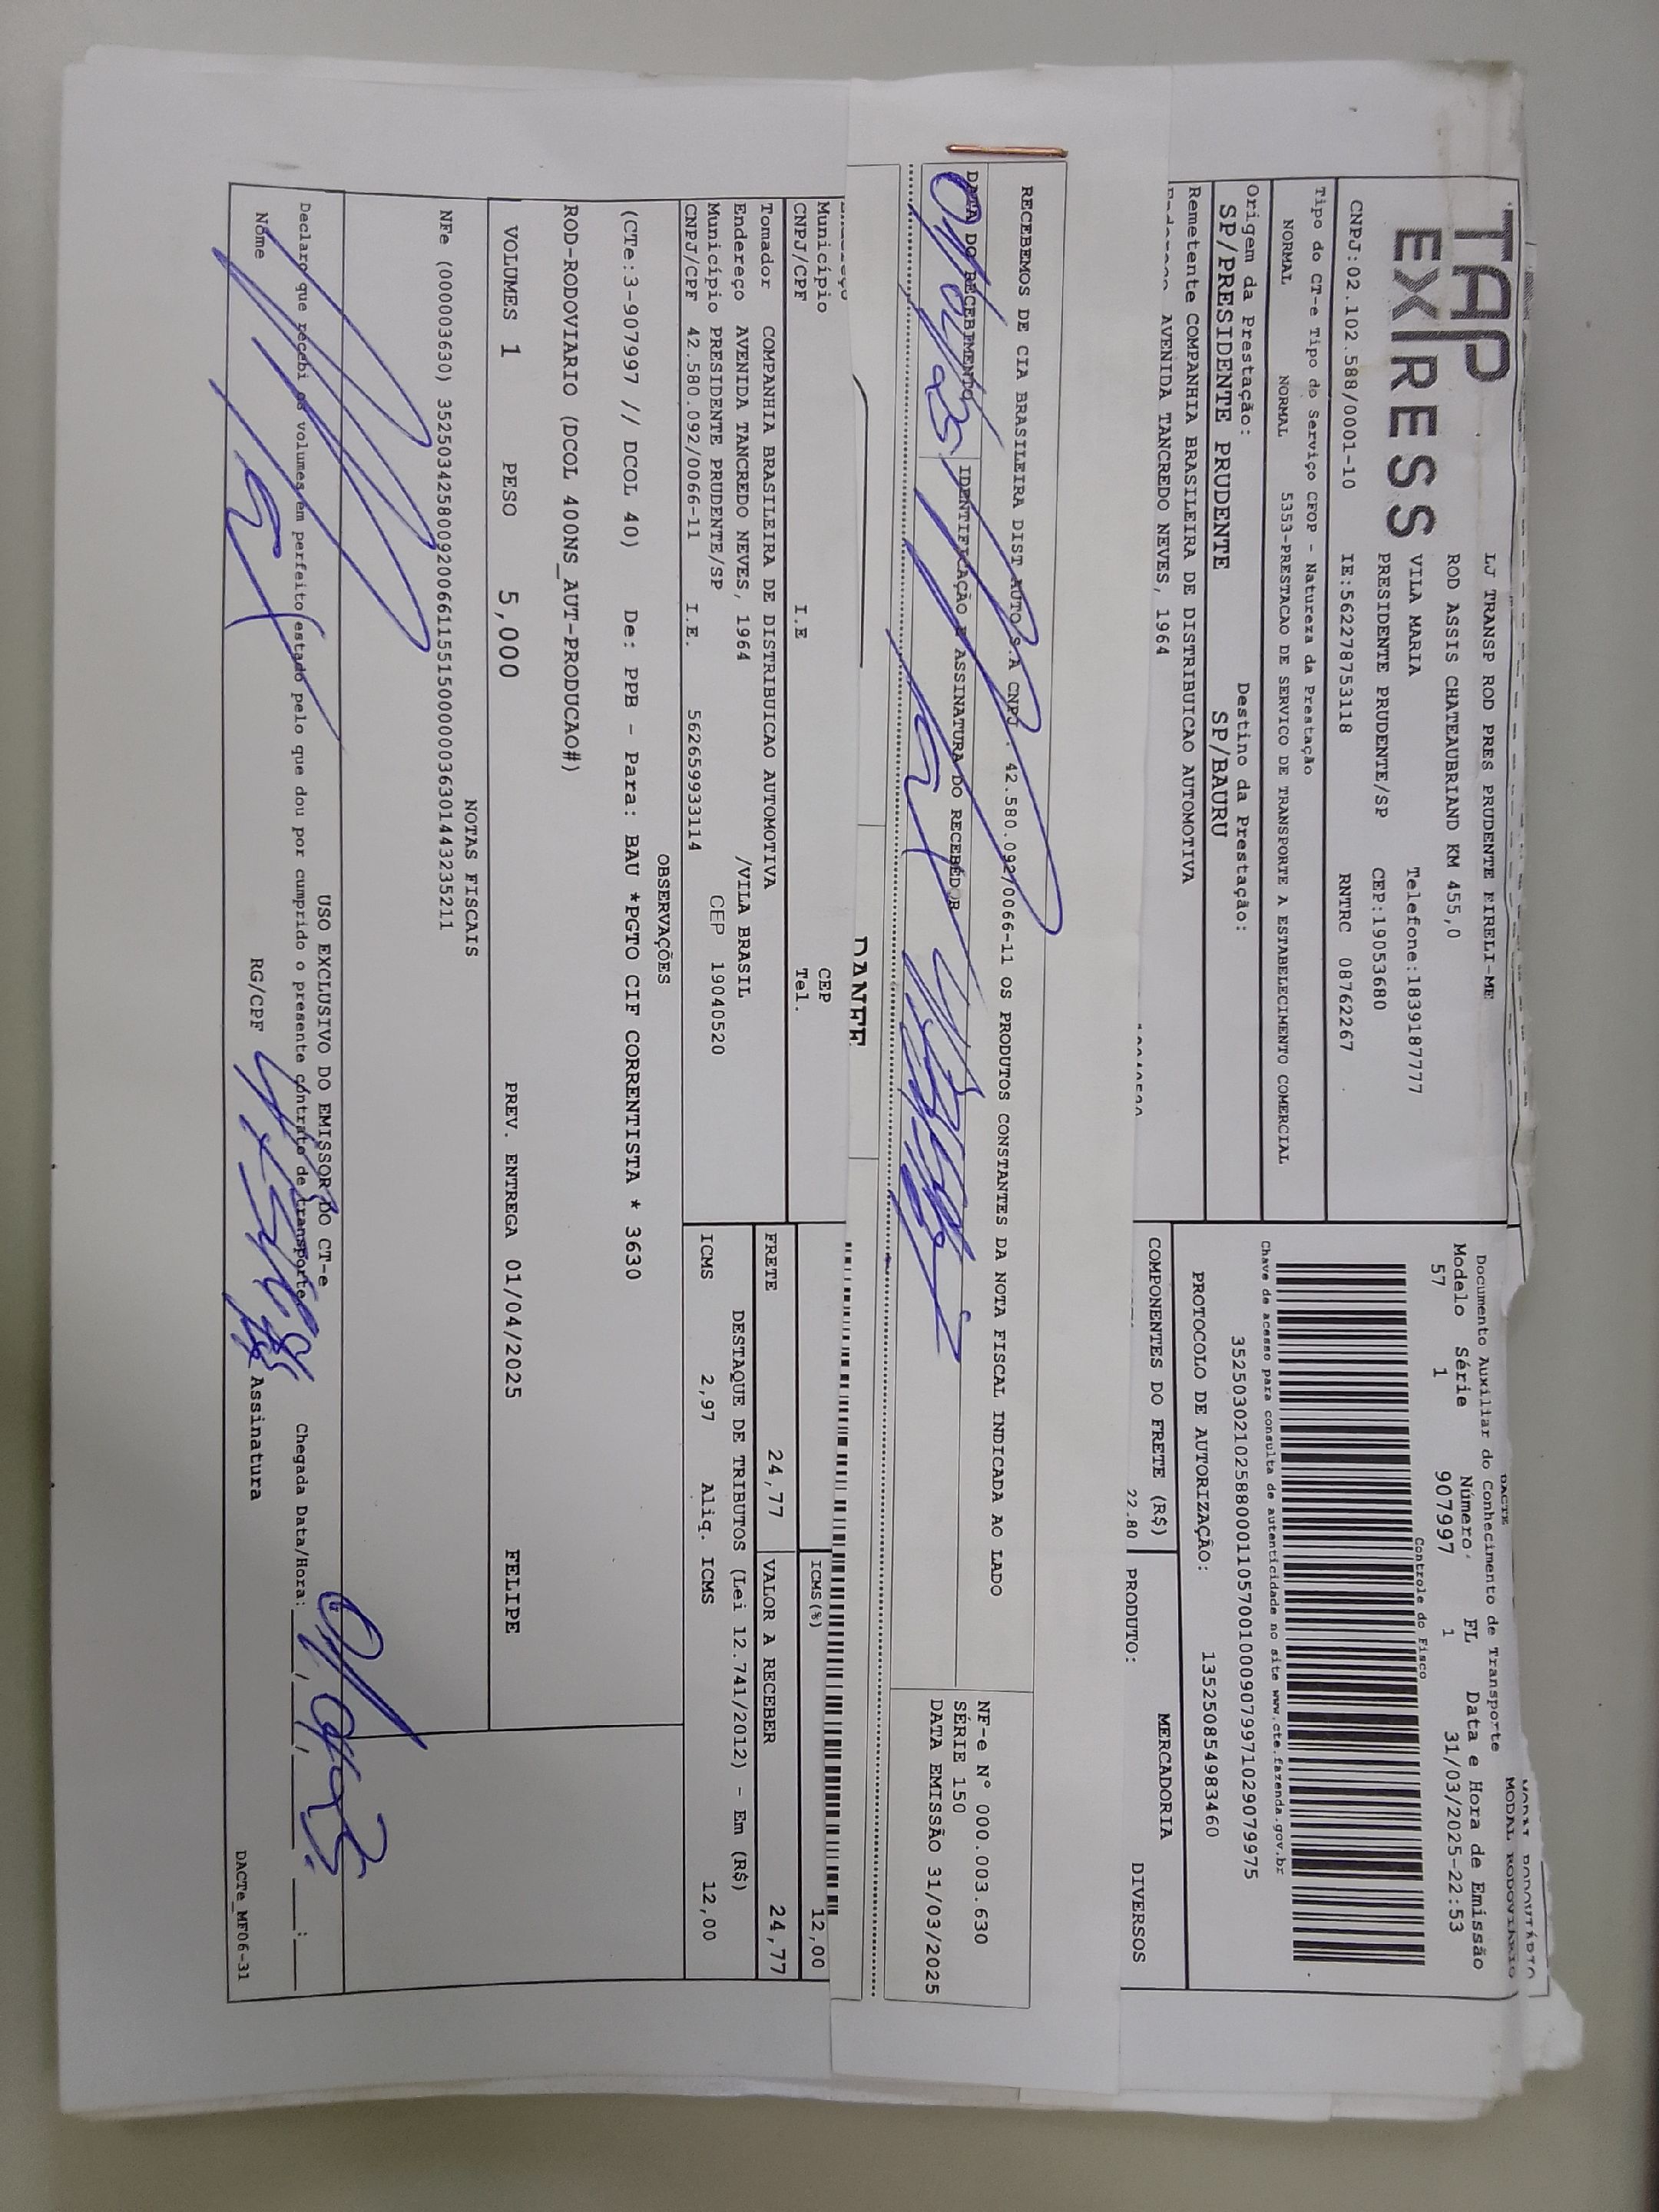 TAP
EXPRESS
LJ TRANSP ROD PRES PRUDENTE EIRELI-ME
ROD ASSIS CHATEAUBRIAND KM 455,0
VILA MARIA Telefone:1839187777
PRESIDENTE PRUDENTE/SP CEP:19053680
CNPJ:02.102.588/0001-10 IE:562278753118 RNTRC 08762267
MODAL RODOVIÁRIO
DACTE
Documento Auxiliar do Conhecimento de Transporte
Modelo Série Número FL Data e Hora de Emissão
57 1 907997 1 31/03/2025-22:53
Controle do Fisco
Chave de acesso para consulta de autenticidade no site www.cte.fazenda.gov.br
35250302102588000110570010009079971029079975
PROTOCOLO DE AUTORIZAÇÃO: 135250854983460
Tipo do CT-e Tipo do Serviço CFOP - Natureza da Prestação
NORMAL NORMAL 5353-PRESTACAO DE SERVICO DE TRANSPORTE A ESTABELECIMENTO COMERCIAL
Origem da Prestação: Destino da Prestação:
SP/PRESIDENTE PRUDENTE SP/BAURU
Remetente COMPANHIA BRASILEIRA DE DISTRIBUICAO AUTOMOTIVA
AVENIDA TANCREDO NEVES, 1964
COMPONENTES DO FRETE (R$) MERCADORIA
22.80 PRODUTO: DIVERSOS
RECEBEMOS DE CIA BRASILEIRA DIST AUTO S.A CNPJ. 42.580.092/0066-11 OS PRODUTOS CONSTANTES DA NOTA FISCAL INDICADA AO LADO
DATA DO RECEBIMENTO IDENTIFICAÇÃO E ASSINATURA DO RECEBEDOR
NF-e N° 000.003.630
SÉRIE 150
DATA EMISSÃO 31/03/2025
DANFE
Município CEP
CNPJ/CPF I.E Tel.
ICMS(%) 12,00
Tomador COMPANHIA BRASILEIRA DE DISTRIBUICAO AUTOMOTIVA
Endereço AVENIDA TANCREDO NEVES, 1964 /VILA BRASIL
Município PRESIDENTE PRUDENTE/SP CEP 19040520
CNPJ/CPF 42.580.092/0066-11 I.E. 562659933114
FRETE 24,77 VALOR A RECEBER 24,77
DESTAQUE DE TRIBUTOS (Lei 12.741/2012) - Em (R$)
ICMS 2,97 Aliq. ICMS 12,00
OBSERVAÇÕES
(CTe:3-907997 // DCOL 40) De: PPB - Para: BAU *PGTO CIF CORRENTISTA * 3630
ROD-RODOVIARIO (DCOL 400NS_AUT-PRODUCAO#)
VOLUMES 1 PESO 5,000 PREV. ENTREGA 01/04/2025 FELIPE
NOTAS FISCAIS
NFe (000003630) 35250342580092006611551500000036301443235211
USO EXCLUSIVO DO EMISSOR DO CT-e
Declaro que recebi os volumes em perfeito estado pelo que dou por cumprido o presente contrato de transporte. Chegada Data/Hora:
Nome RG/CPF Assinatura
DACTe_MF06-31